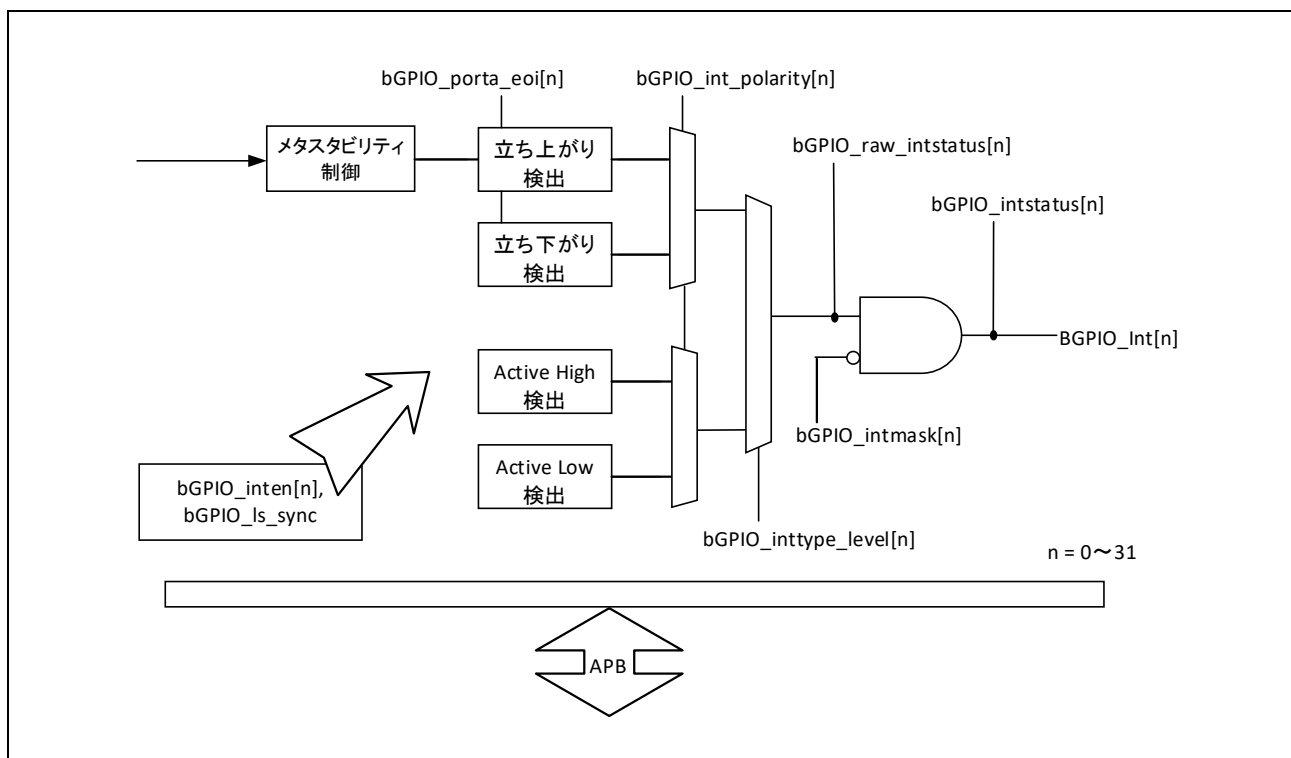 bGPIO_porta_eoi[n]
bGPIO_int_polarity[n]
メタスタビリティ
制御
立ち上がり
検出
bGPIO_raw_intstatus[n]
bGPIO_intstatus[n]
立ち下がり
検出
BGPIO_Int[n]
Active High
検出
bGPIO_intmask[n]
Active Low
検出
bGPIO_inten[n],
bGPIO_ls_sync
bGPIO_inttype_level[n]
n = 0～31
APB